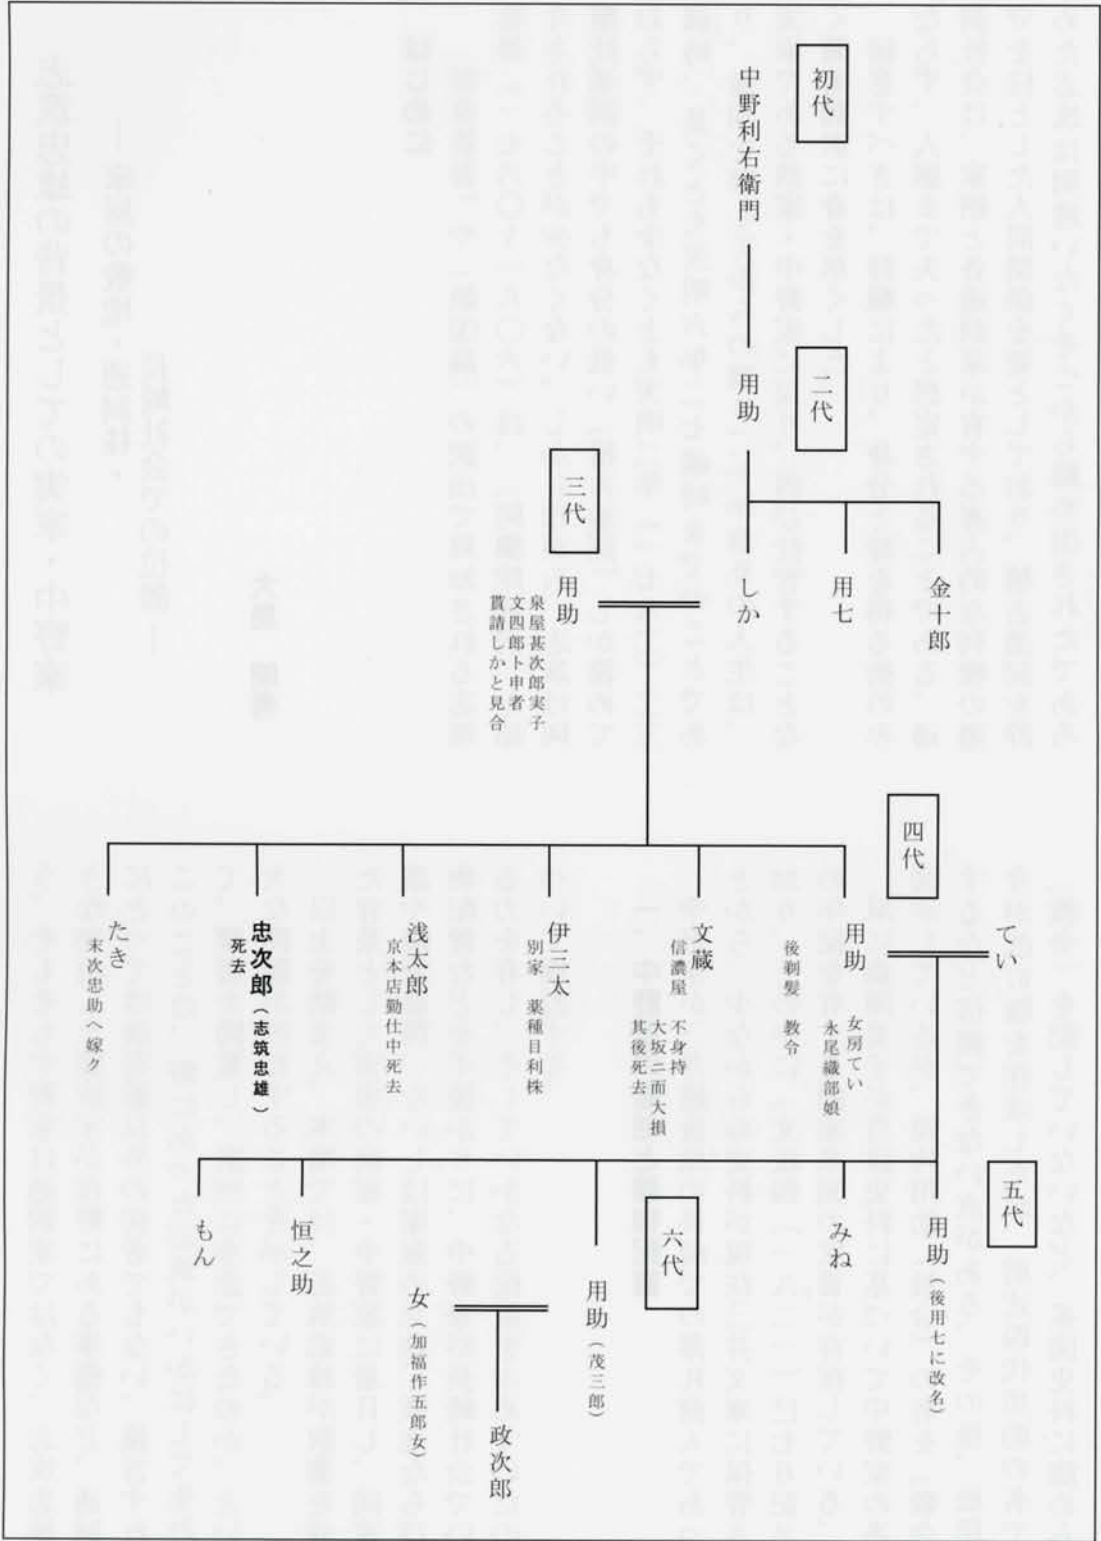 初代
中野利右衛門
二代
用助
金十郎
用七
しか
三代
用助
泉屋甚次郎実子
文四郎ト申者
貰請しかと見合
四代
てい
用助
女房てい
永尾織部娘
後剃髪 教令
文蔵
信濃屋 不身持
大坂ニ而大損
其後死去
伊三太
別家 薬種目利株
浅太郎
京本店勤仕中死去
忠次郎(志筑忠雄)
死去
たき
末次忠助へ嫁ク
五代
用助(後用七に改名)
みね
六代
用助(茂三郎)
女(加福作五郎女)
政次郎
恒之助
もん